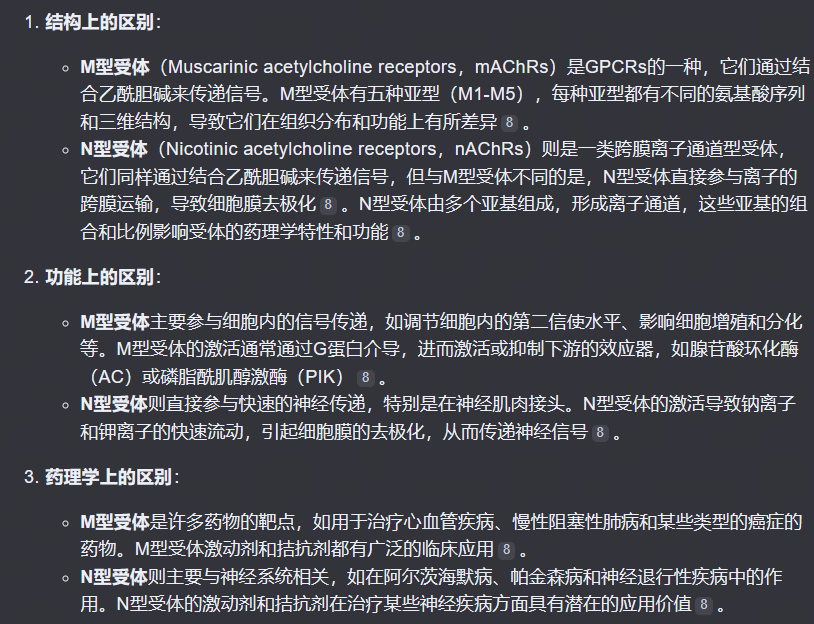 1. 结构上的区别：
M型受体（Muscarinic acetylcholine receptors，mAChRs）是GPCRs的一种，它们通过结
合乙酰胆碱来传递信号。M型受体有五种亚型（M1-M5），每种亚型都有不同的氨基酸序列
和三维结构，导致它们在组织分布和功能上有所差异 8 。
N型受体（Nicotinic acetylcholine receptors，nAChRs）则是一类跨膜离子通道型受体，
它们同样通过结合乙酰胆碱来传递信号，但与M型受体不同的是，N型受体直接参与离子的
跨膜运输，导致细胞膜去极化 8 。N型受体由多个亚基组成，形成离子通道，这些亚基的组
合和比例影响受体的药理学特性和功能 8 。
2. 功能上的区别：
M型受体主要参与细胞内的信号传递，如调节细胞内的第二信使水平、影响细胞增殖和分化
等。M型受体的激活通常通过G蛋白介导，进而激活或抑制下游的效应器，如腺苷酸环化酶
（AC）或磷脂酰肌醇激酶（PIK） 8 。
N型受体则直接参与快速的神经传递，特别是在神经肌肉接头。N型受体的激活导致钠离子
和钾离子的快速流动，引起细胞膜的去极化，从而传递神经信号 8 。
3. 药理学上的区别：
M型受体是许多药物的靶点，如用于治疗心血管疾病、慢性阻塞性肺病和某些类型的癌症的
药物。M型受体激动剂和拮抗剂都有广泛的临床应用 8 。
N型受体则主要与神经系统相关，如在阿尔茨海默病、帕金森病和神经退行性疾病中的作
用。N型受体的激动剂和拮抗剂在治疗某些神经疾病方面具有潜在的应用价值 8 。